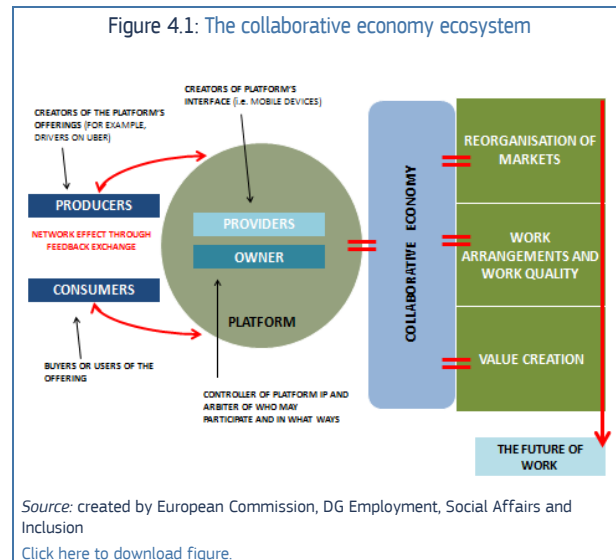 Figure 4.1: The collaborative economy ecosystem
CREATORS OF PLATFORM'S
INTERFACE (i.e. MOBILE DEVICES)
CREATORS OF THE PLATFORM'S
OFFERINGS (FOR EXAMPLE,
DRIVERS ON UBER)
PRODUCERS
NETWORK EFFECT THROUGH
FEEDBACK EXCHANGE
CONSUMERS
BUYERS OR USERS OF THE
OFFERING
PROVIDERS
OWNER
PLATFORM
CONTROLLER OF PLATFORM IP AND
ARBITER OF WHO MAY
PARTICIPATE AND IN WHAT WAYS
COLLABORATIVE ECONOMY
REORGANISATION OF
MARKETS
WORK
ARRANGEMENTS AND
WORK QUALITY
VALUE CREATION
THE FUTURE OF
WORK
Source: created by European Commission, DG Employment, Social Affairs and
Inclusion
Click here to download figure.